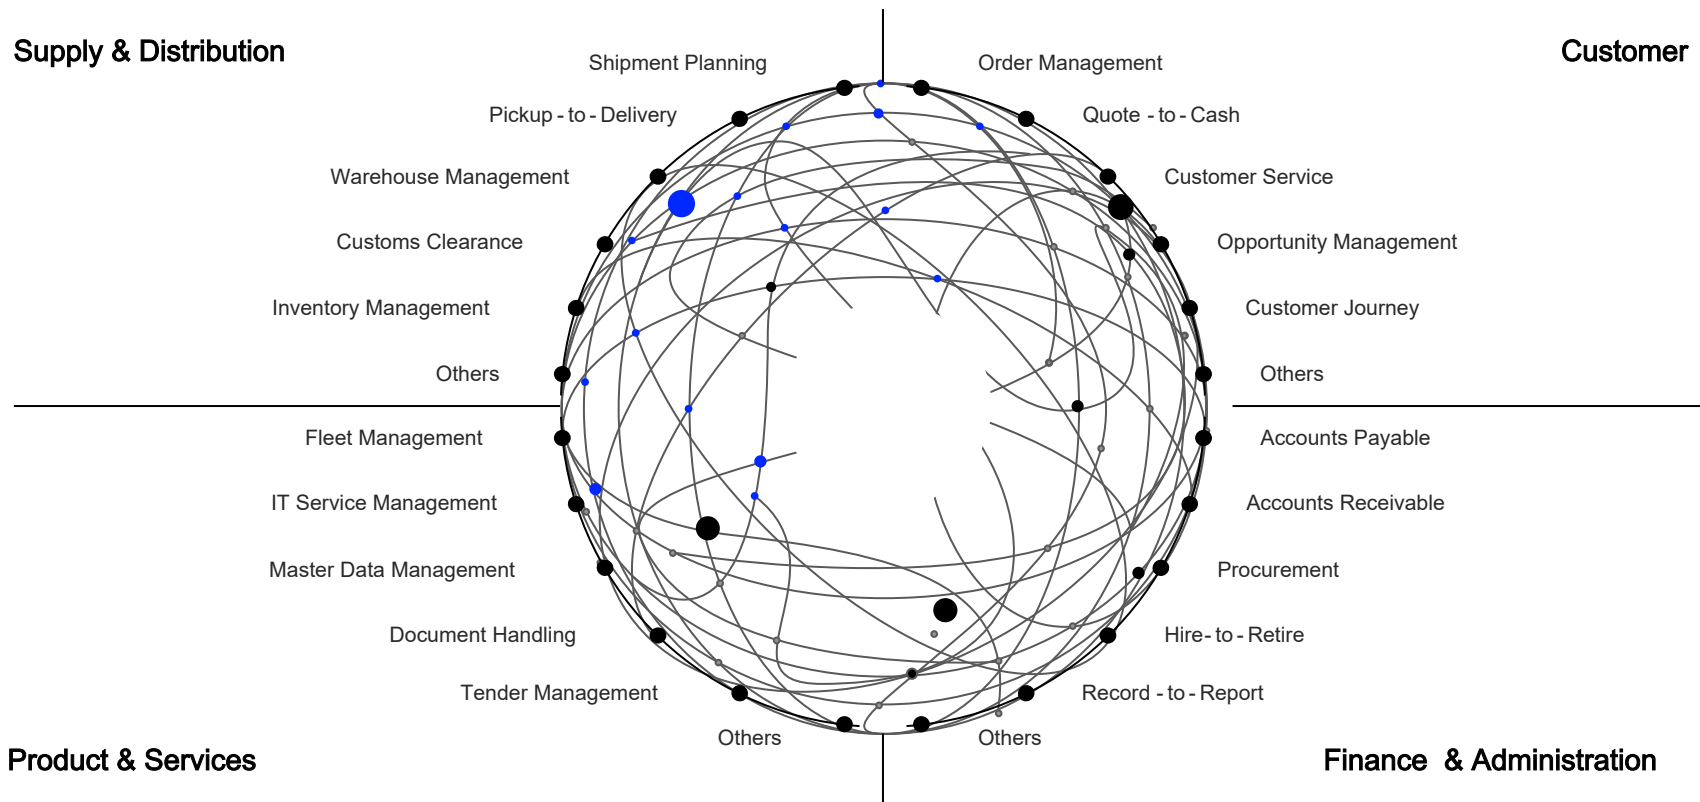 Supply & Distribution
Customer
Shipment Planning
Order Management
Pickup - to - Delivery
Quote - to - Cash
Warehouse Management
Customer Service
Customs Clearance
Opportunity Management
Inventory Management
Customer Journey
Others
Others
Fleet Management
Accounts Payable
IT Service Management
Accounts Receivable
Master Data Management
Procurement
Document Handling
Hire- to - Retire
Tender Management
Record - to - Report
Others
Others
Product & Services
Finance & Administration